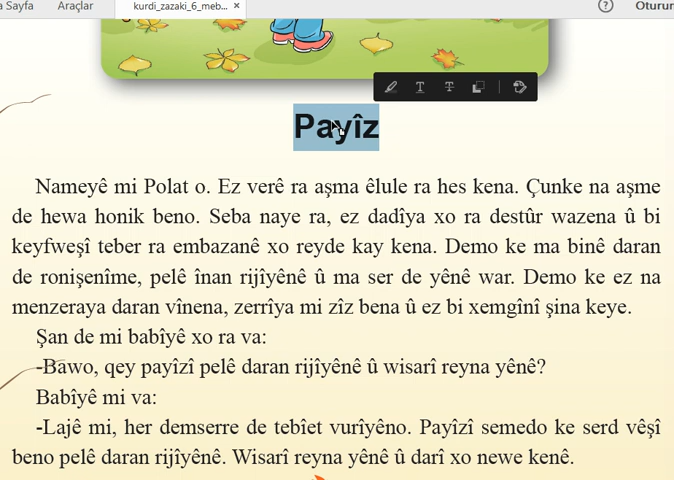 a Sayfa Araçlar kurdi_zazaki_6_meb... × ? Oturur
Payîz
Nameyê mi Polat o. Ez verê ra aşma êlule ra hes kena. Çunke na aşme
de hewa honik beno. Seba naye ra, ez dadîya xo ra destûr wazena û bi
keyfweşî teber ra embazanê xo reyde kay kena. Demo ke ma binê daran
de ronişenîme, pelê înan rijîyênê û ma ser de yênê war. Demo ke ez na
menzeraya daran vînena, zerrîya mi zîz bena û ez bi xemgînî şina keye.
Şan de mi babîyê xo ra va:
-Bawo, qey payîzî pelê daran rijîyênê û wisarî reyna yênê?
Babîyê mi va:
-Lajê mi, her demserre de tebîet vurîyêno. Payîzî semedo ke serd vêşî
beno pelê daran rijîyênê. Wisarî reyna yênê û darî xo newe kenê.